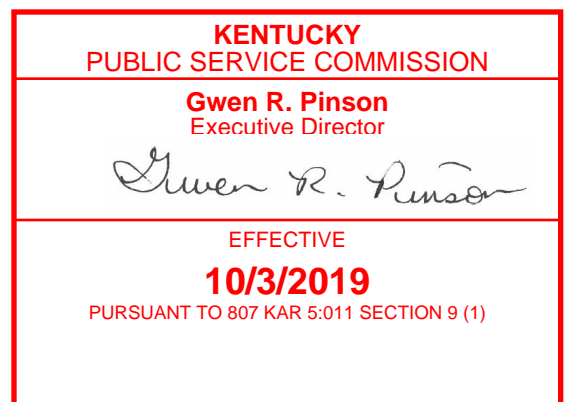 KENTUCKY
PUBLIC SERVICE COMMISSION
Gwen R. Pinson
Executive Director
Gwen R. Pinson
EFFECTIVE
10/3/2019
PURSUANT TO 807 KAR 5:011 SECTION 9 (1)